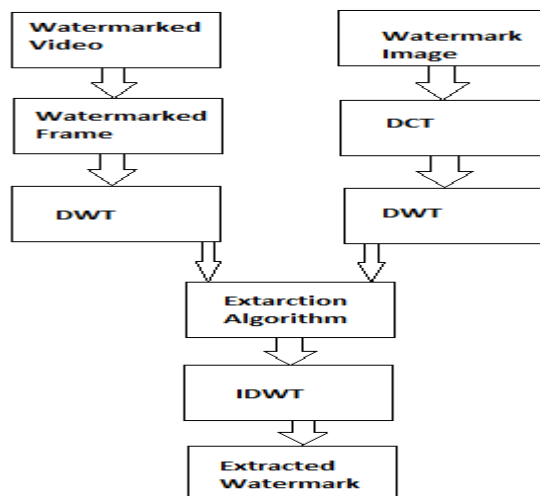 Watermarked
Video
Watermark
Image
Watermarked
Frame
DCT
DWT
DWT
Extarction
Algorithm
IDWT
Extracted
Watermark